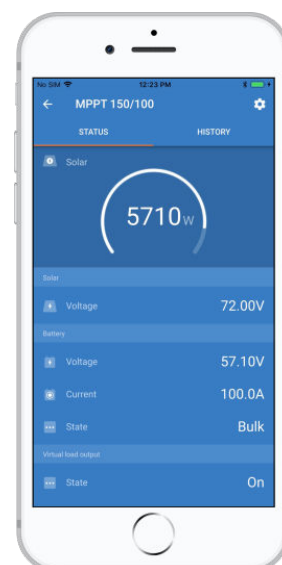 No SIM 12:23 PM
← MPPT 150/100
STATUS HISTORY
Solar
5710W
Solar
Voltage 72.00V
Battery
Voltage 57.10V
Current 100.0A
State Bulk
Virtual load output
State On